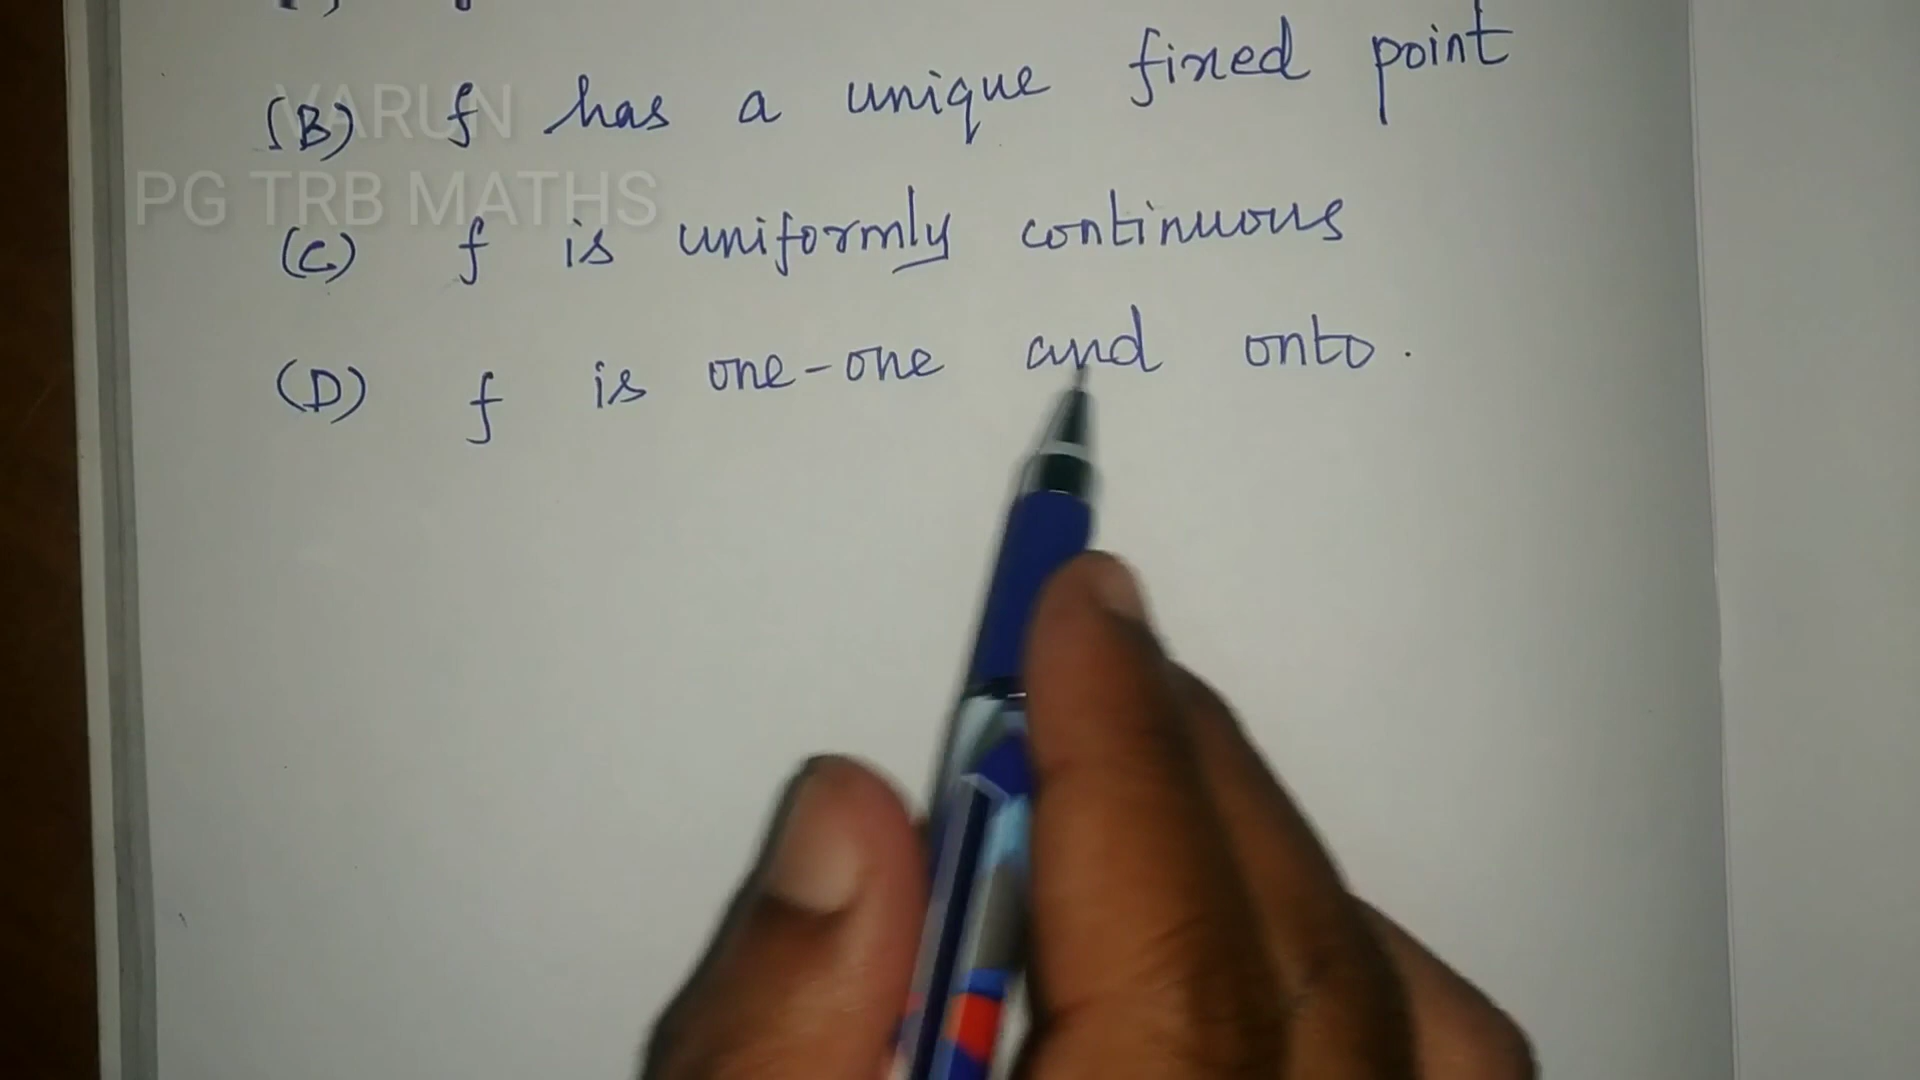 (B) f has a unique fixed point
VARUN
PG TRB MATHS
(C) f is uniformly continuous
(D) f is one-one and onto.